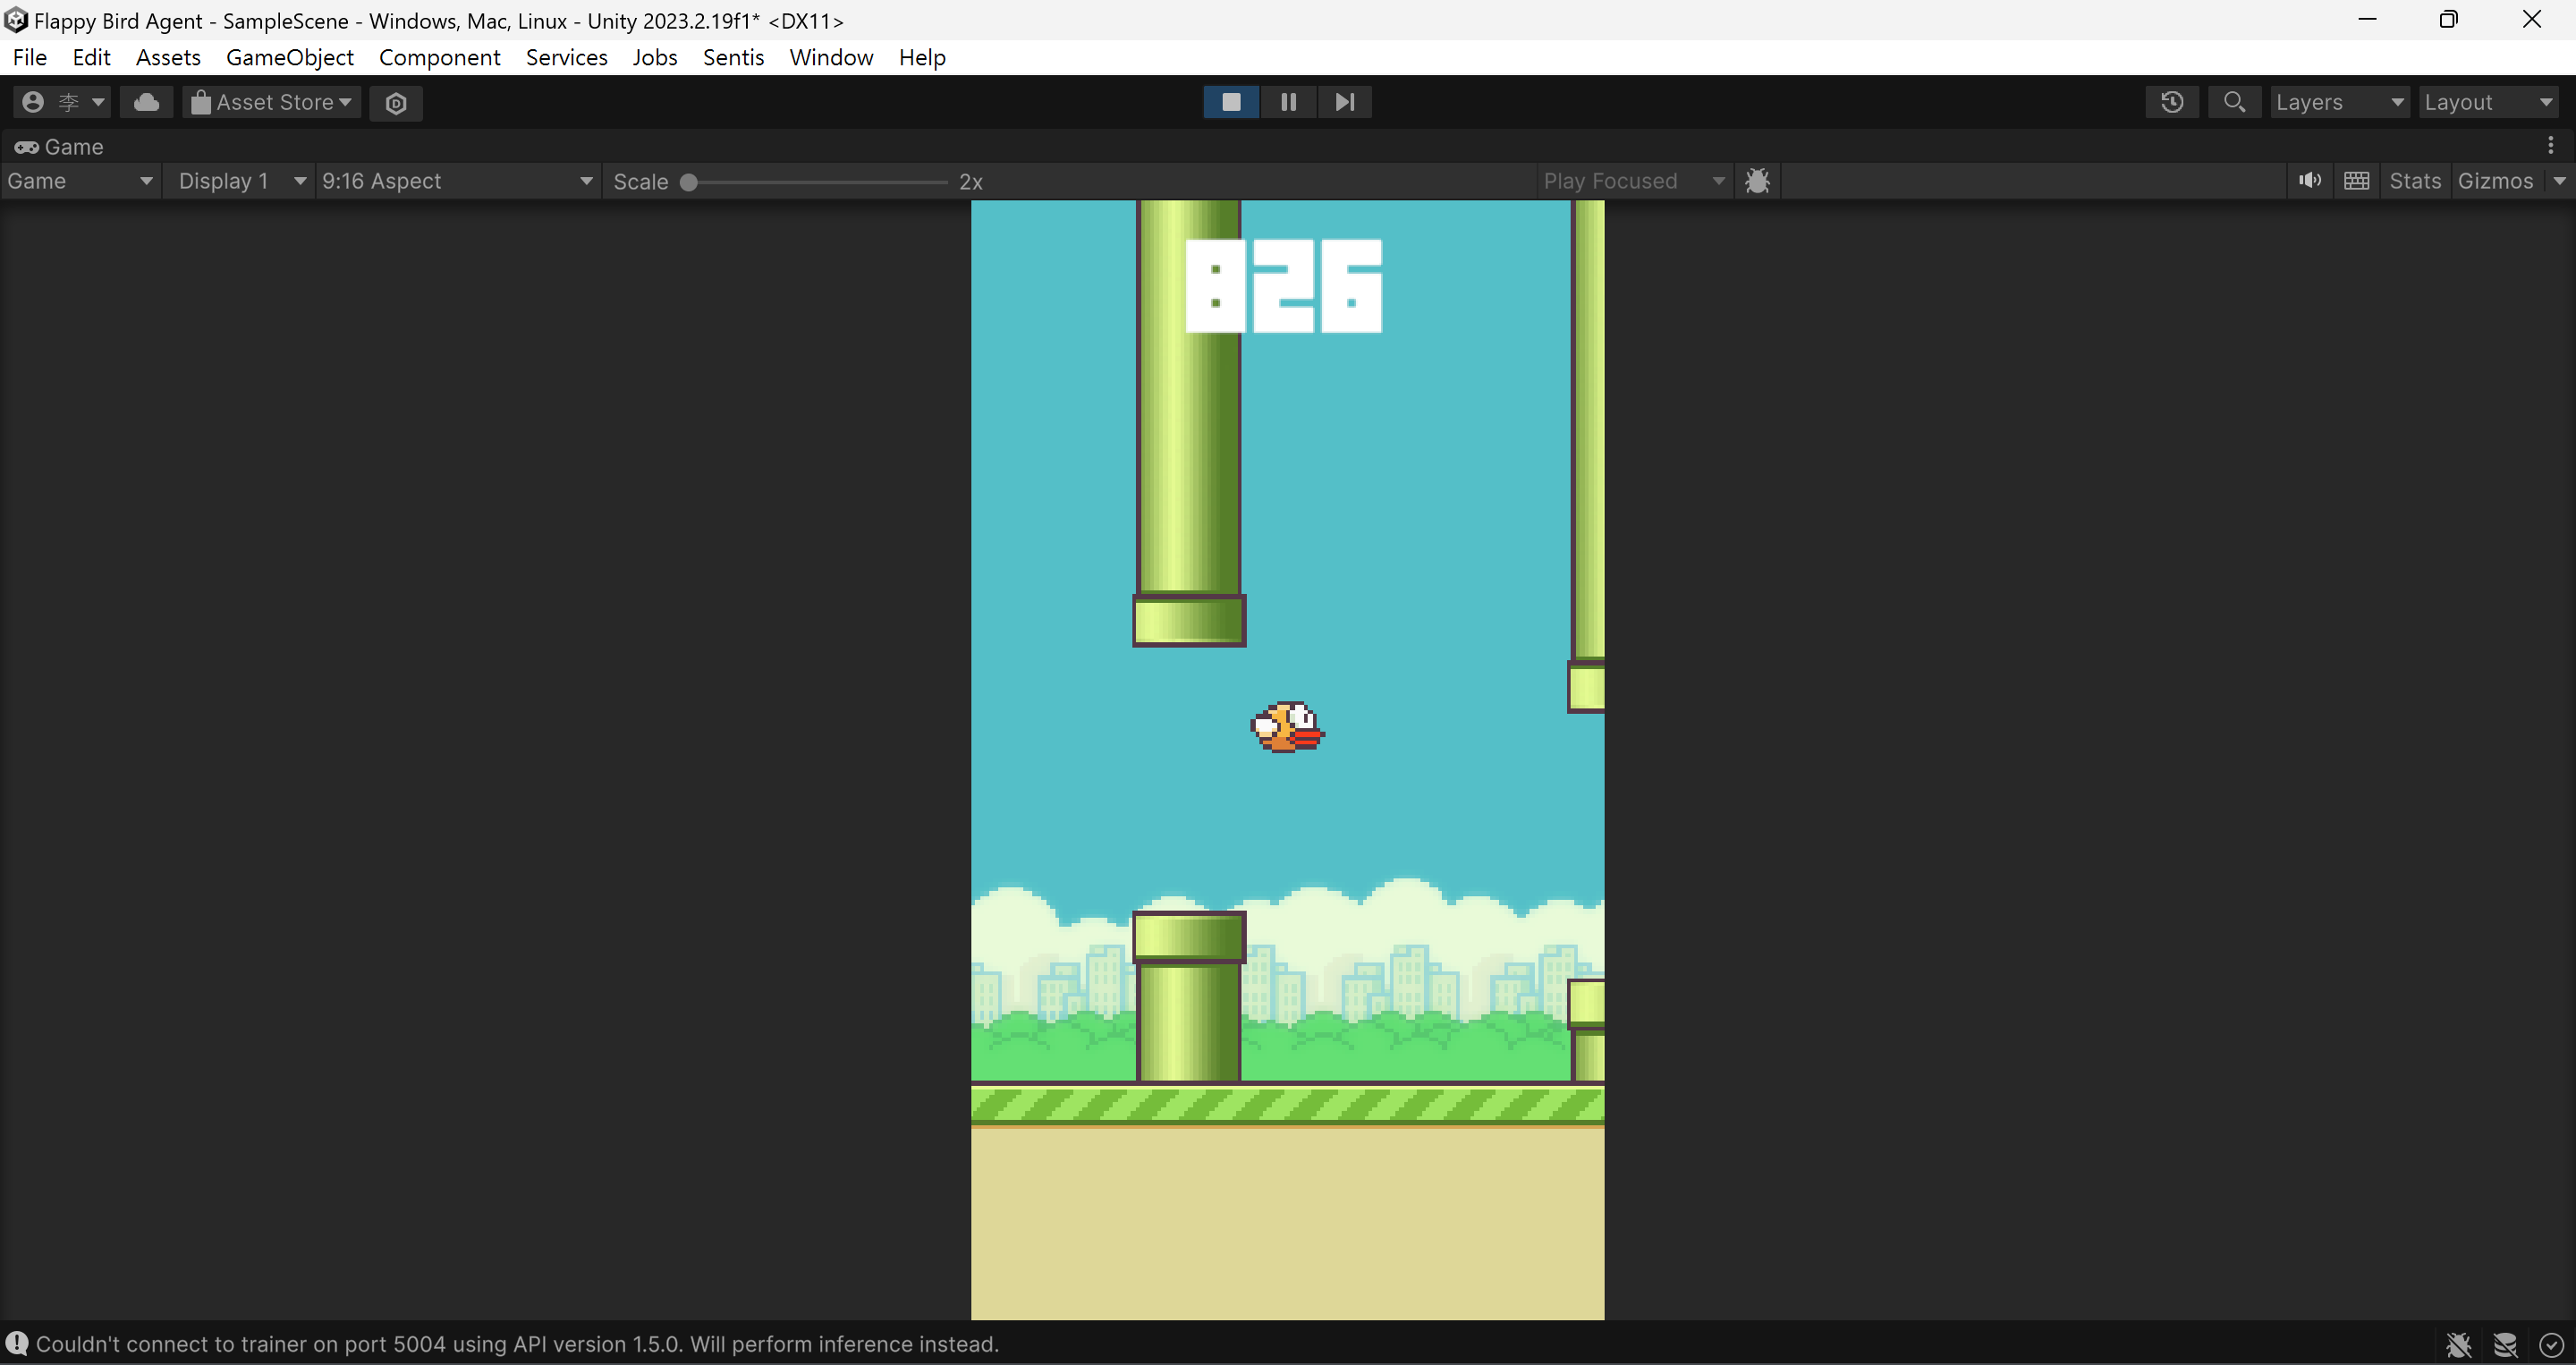 Flappy Bird Agent - SampleScene - Windows, Mac, Linux - Unity 2023.2.19f1* <DX11>
File Edit Assets GameObject Component Services Jobs Sentis Window Help
李 Asset Store Layers Layout
Game
Game Display 1 9:16 Aspect Scale 2x Play Focused Stats Gizmos
826
Couldn't connect to trainer on port 5004 using API version 1.5.0. Will perform inference instead.